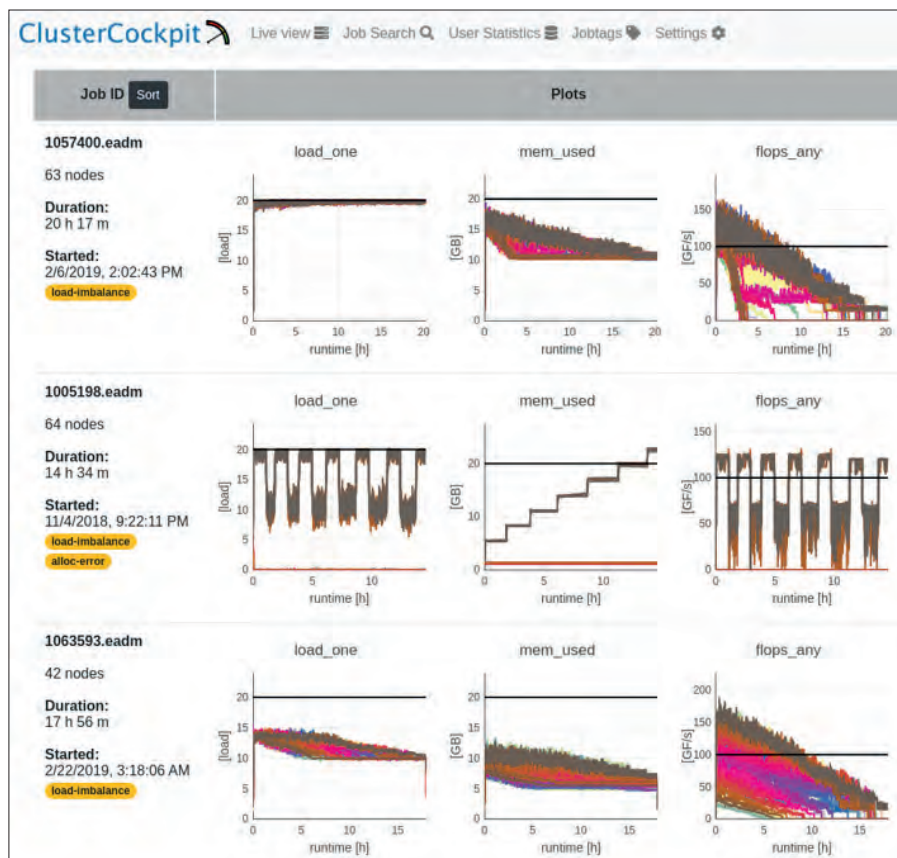 ClusterCockpit
Live view Job Search User Statistics Jobtags Settings
Job ID Sort Plots
1057400.eadm
63 nodes
Duration:
20 h 17 m
Started:
2/6/2019, 2:02:43 PM
load-imbalance
load_one
[load]
20
15
10
5
0
0 5 10 15 20
runtime [h]
mem_used
[GB]
20
15
10
5
0
0 5 10 15 20
runtime [h]
flops_any
[GF/s]
150
100
50
0
0 5 10 15 20
runtime [h]
1005198.eadm
64 nodes
Duration:
14 h 34 m
Started:
11/4/2018, 9:22:11 PM
load-imbalance
alloc-error
load_one
[load]
20
15
10
5
0
0 5 10
runtime [h]
mem_used
[GB]
20
10
0
0 5 10
runtime [h]
flops_any
[GF/s]
150
100
50
0
0 5 10
runtime [h]
1063593.eadm
42 nodes
Duration:
17 h 56 m
Started:
2/22/2019, 3:18:06 AM
load-imbalance
load_one
[load]
20
15
10
5
0
0 5 10 15
runtime [h]
mem_used
[GB]
20
15
10
5
0
0 5 10 15
runtime [h]
flops_any
[GF/s]
200
150
100
50
0
0 5 10 15
runtime [h]